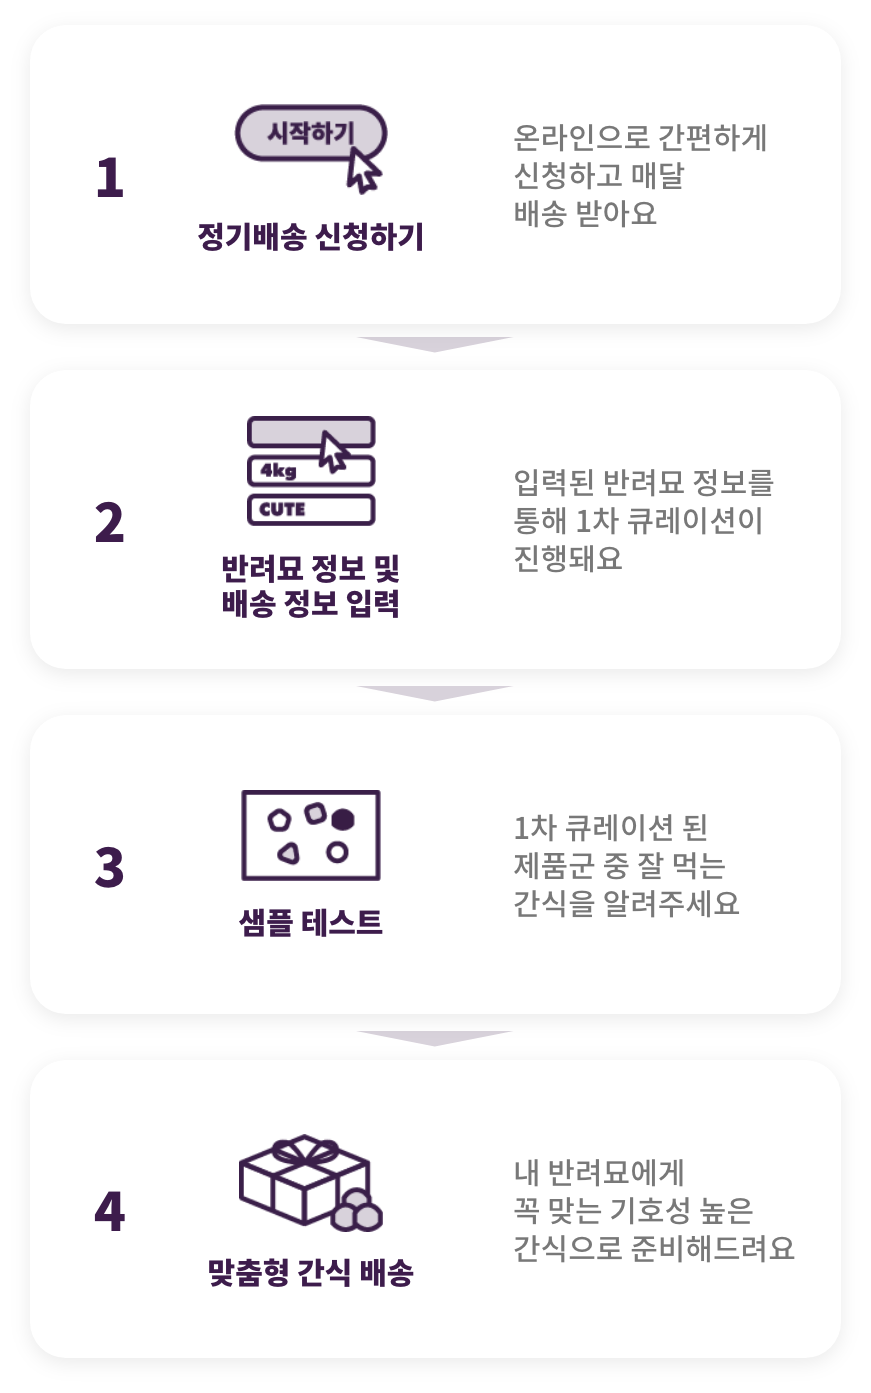 1
시작하기
정기배송 신청하기
온라인으로 간편하게
신청하고 매달
배송 받아요
2
4kg
CUTE
반려묘 정보 및
배송 정보 입력
입력된 반려묘 정보를
통해 1차 큐레이션이
진행돼요
3
샘플 테스트
1차 큐레이션 된
제품군 중 잘 먹는
간식을 알려주세요
4
맞춤형 간식 배송
내 반려묘에게
꼭 맞는 기호성 높은
간식으로 준비해드려요